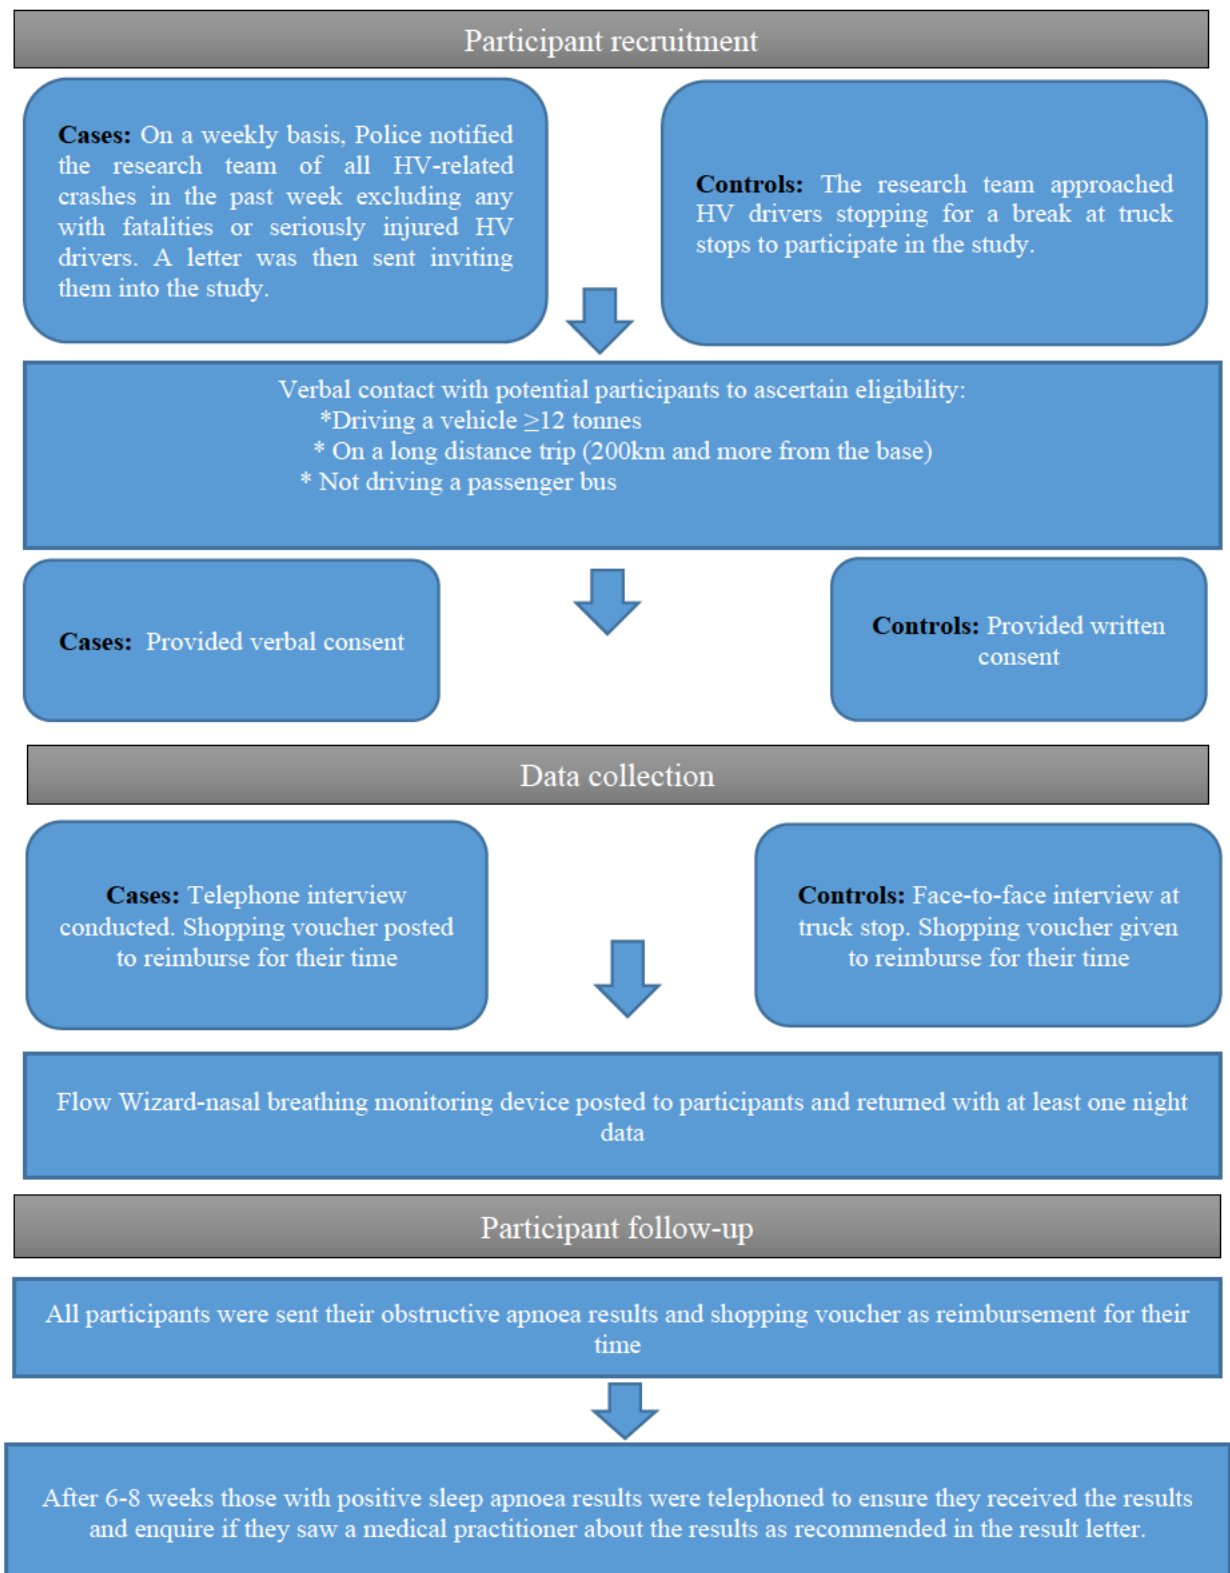 Participant recruitment
Cases: On a weekly basis, Police notified
the research team of all HV-related
crashes in the past week excluding any
with fatalities or seriously injured HV
drivers. A letter was then sent inviting
them into the study.
Controls: The research team approached
HV drivers stopping for a break at truck
stops to participate in the study.
Verbal contact with potential participants to ascertain eligibility:
*Driving a vehicle ≥12 tonnes
* On a long distance trip (200km and more from the base)
* Not driving a passenger bus
Cases: Provided verbal consent
Controls: Provided written
consent
Data collection
Cases: Telephone interview
conducted. Shopping voucher posted
to reimburse for their time
Controls: Face-to-face interview at
truck stop. Shopping voucher given
to reimburse for their time
Flow Wizard-nasal breathing monitoring device posted to participants and returned with at least one night
data
Participant follow-up
All participants were sent their obstructive apnoea results and shopping voucher as reimbursement for their
time
After 6-8 weeks those with positive sleep apnoea results were telephoned to ensure they received the results
and enquire if they saw a medical practitioner about the results as recommended in the result letter.